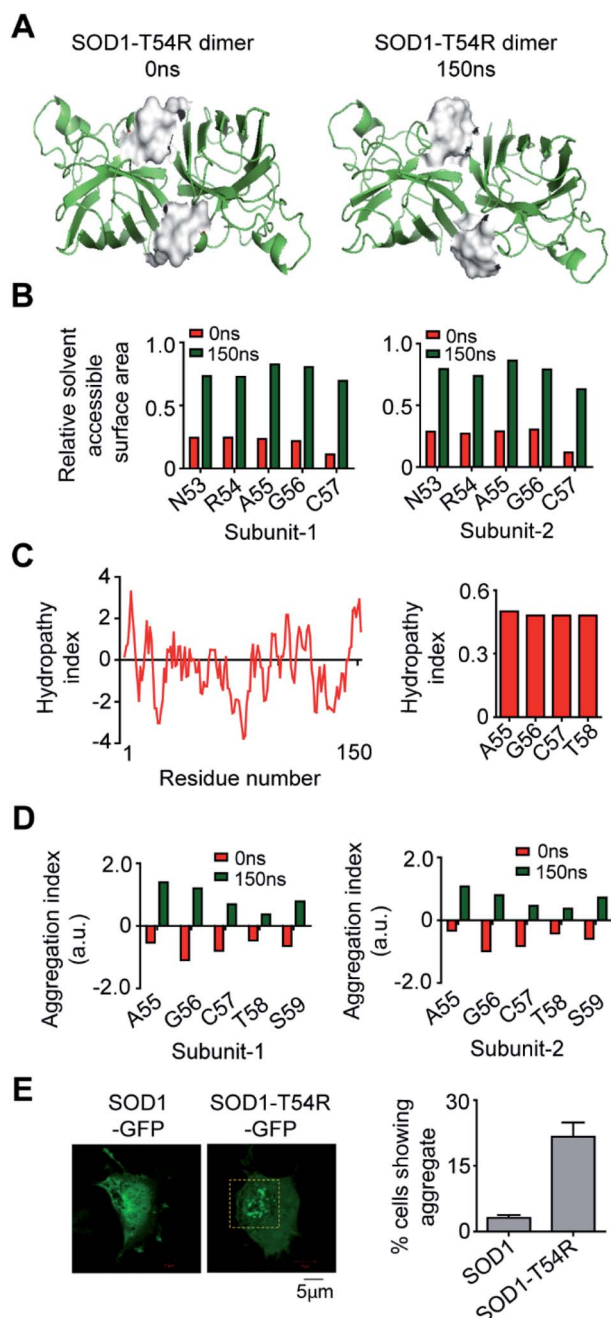 A
SOD1-T54R dimer
0ns
SOD1-T54R dimer
150ns
B
Relative solvent
accessible
surface area
1.0
0.5
0
0ns
150ns
N53
R54
A55
G56
C57
Subunit-1
1.0
0.5
0
0ns
150ns
N53
R54
A55
G56
C57
Subunit-2
C
Hydropathy
index
4
2
0
-2
-4
1
150
Residue number
Hydropathy
index
0.6
0.3
0
A55
G56
C57
T58
D
Aggregation index
(a.u.)
2.0
0
-2.0
0ns
150ns
A55
G56
C57
T58
S59
Subunit-1
Aggregation index
(a.u.)
2.0
0
-2.0
0ns
150ns
A55
G56
C57
T58
S59
Subunit-2
E
SOD1
-GFP
SOD1-T54R
-GFP
5μm
% cells showing
aggregate
30
15
0
SOD1
SOD1-T54R